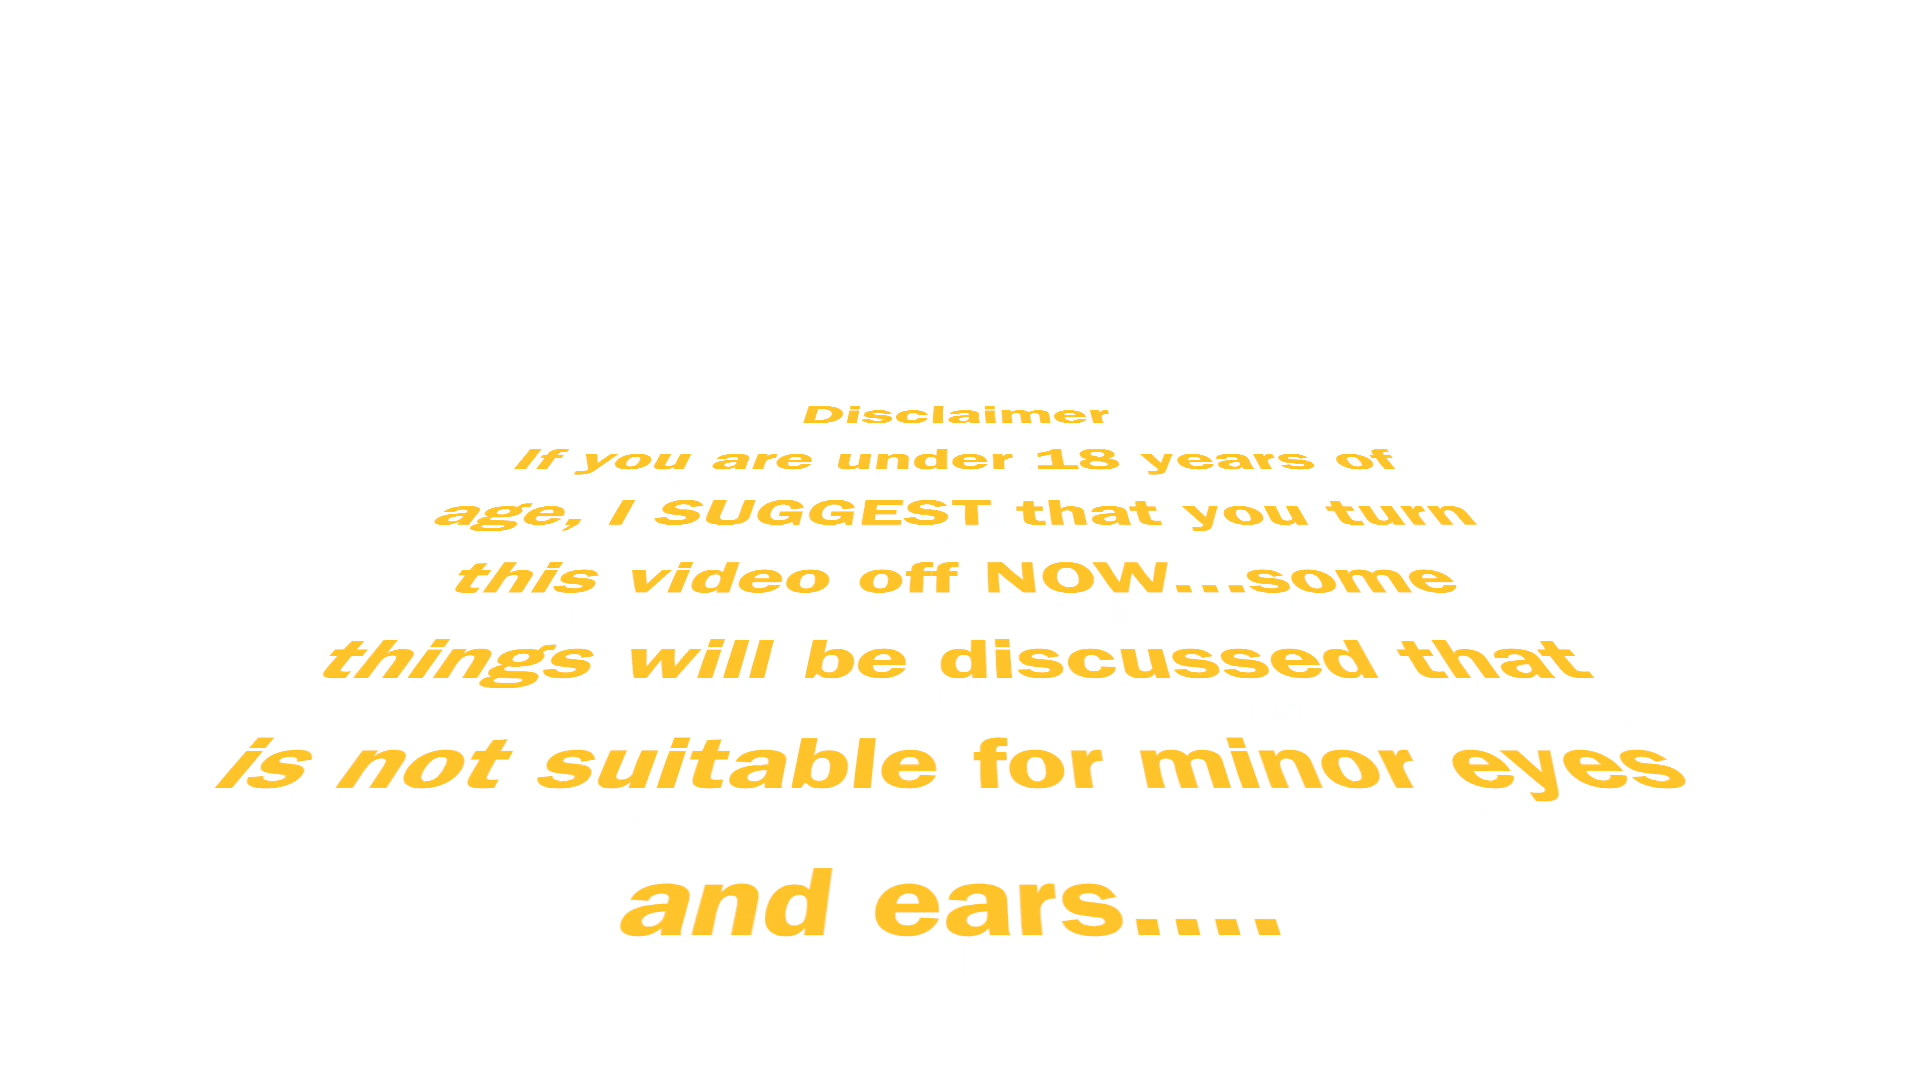 Disclaimer
If you are under 18 years of
age, I SUGGEST that you turn
this video off NOW...some
things will be discussed that
is not suitable for minor eyes
and ears....